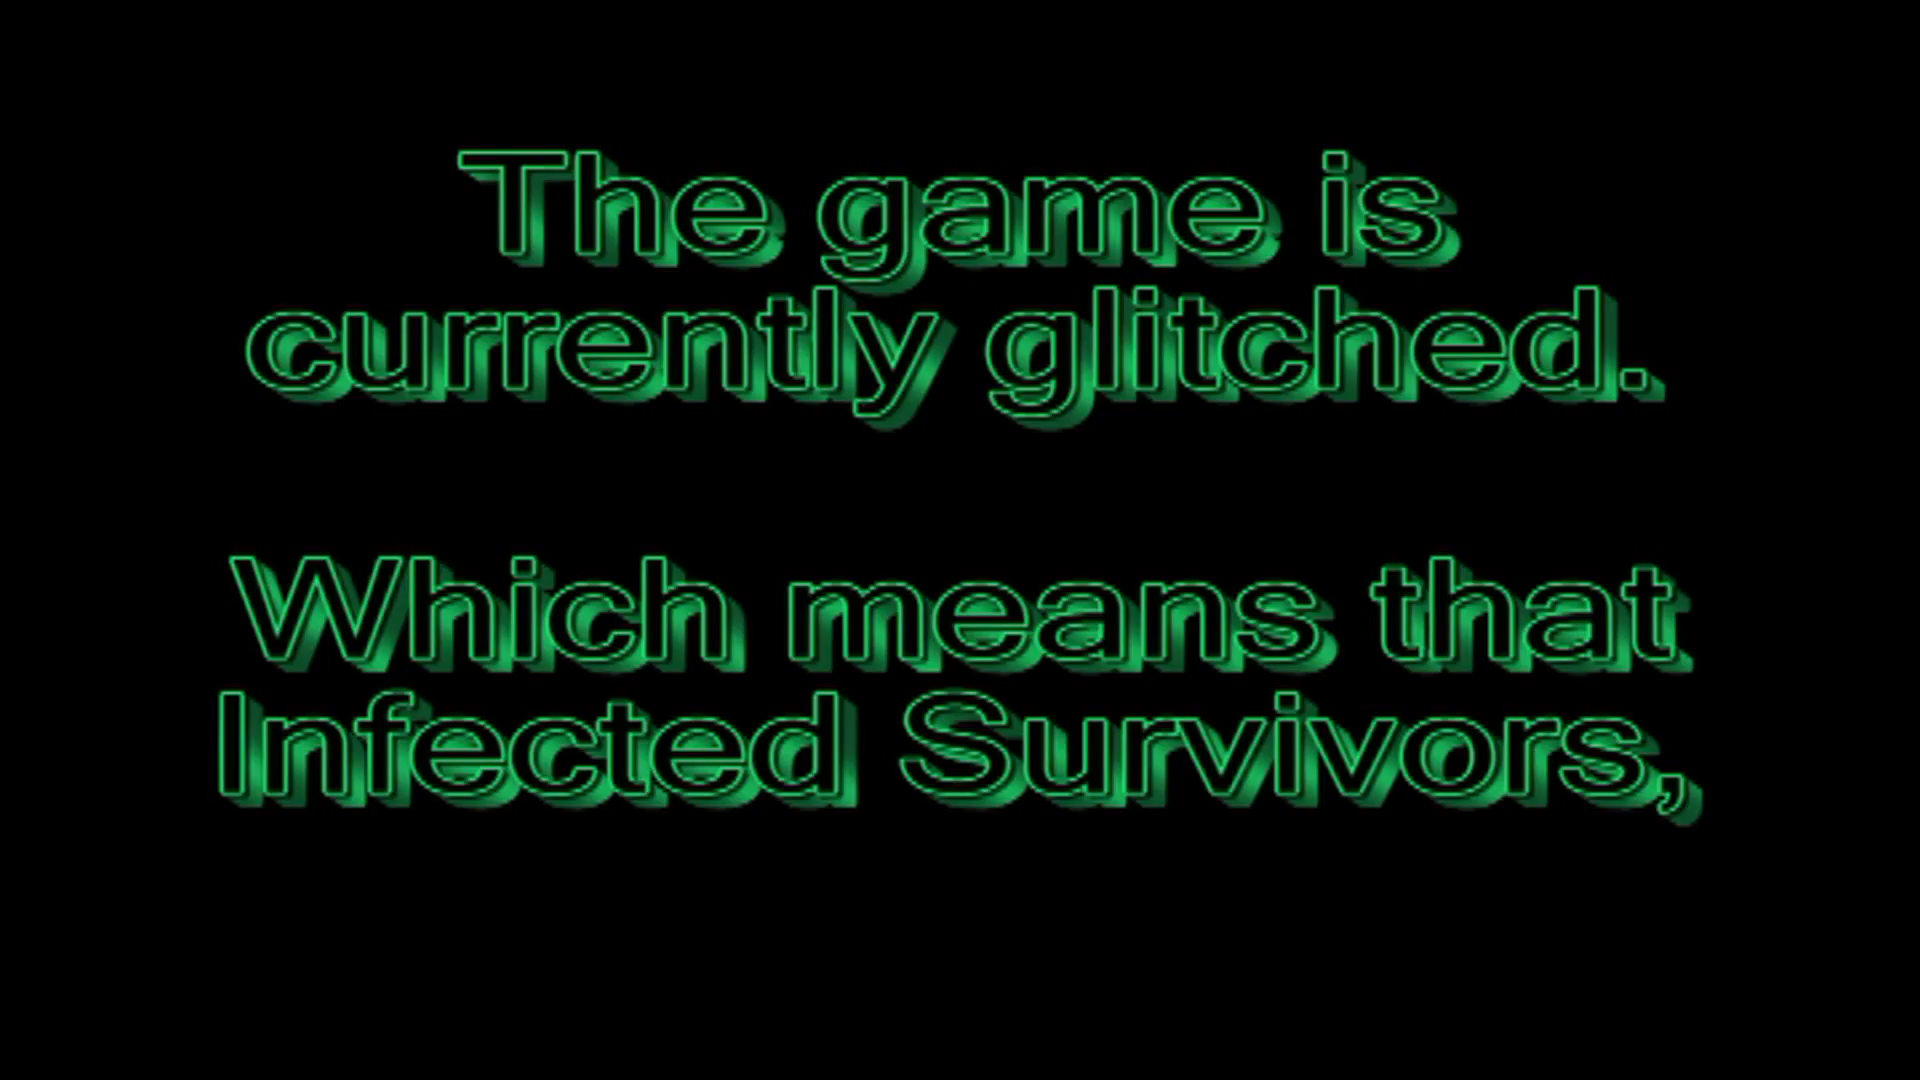 The game is
currently glitched.
Which means that
Infected Survivors,